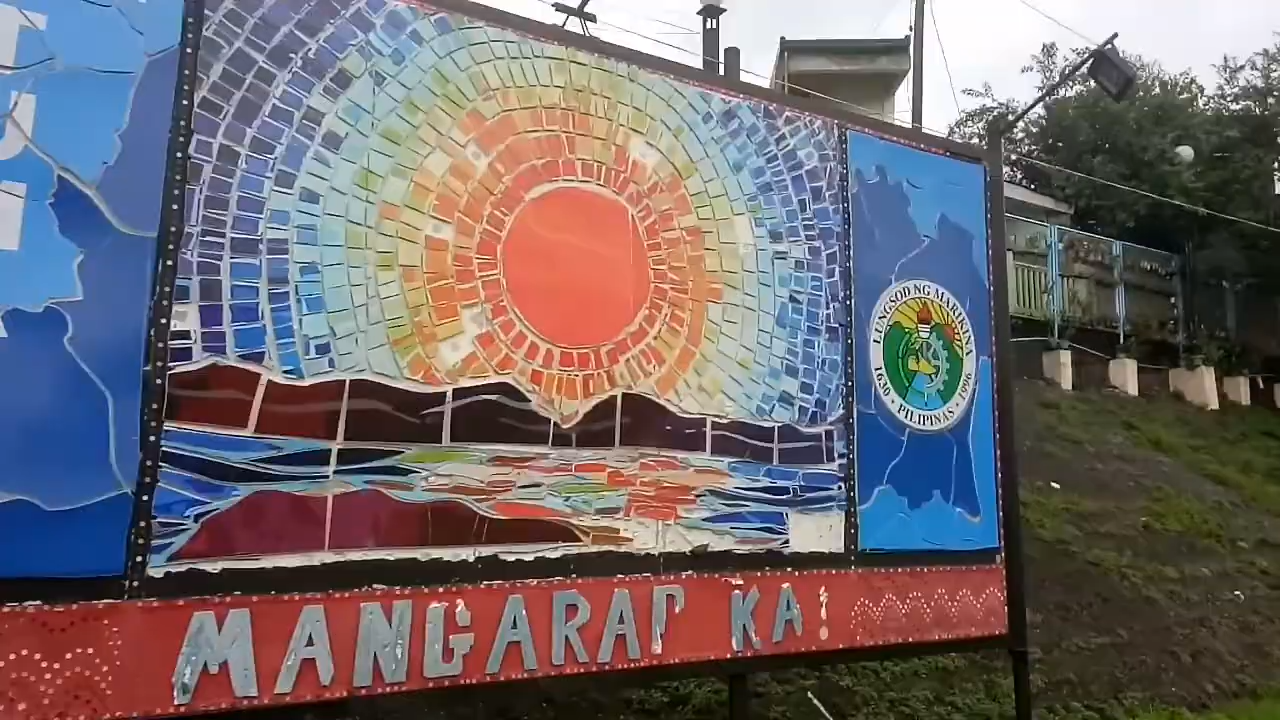 MANGARAP KA!
LUNGSOD NG MARIKINA
1630 • PILIPINAS • 1996